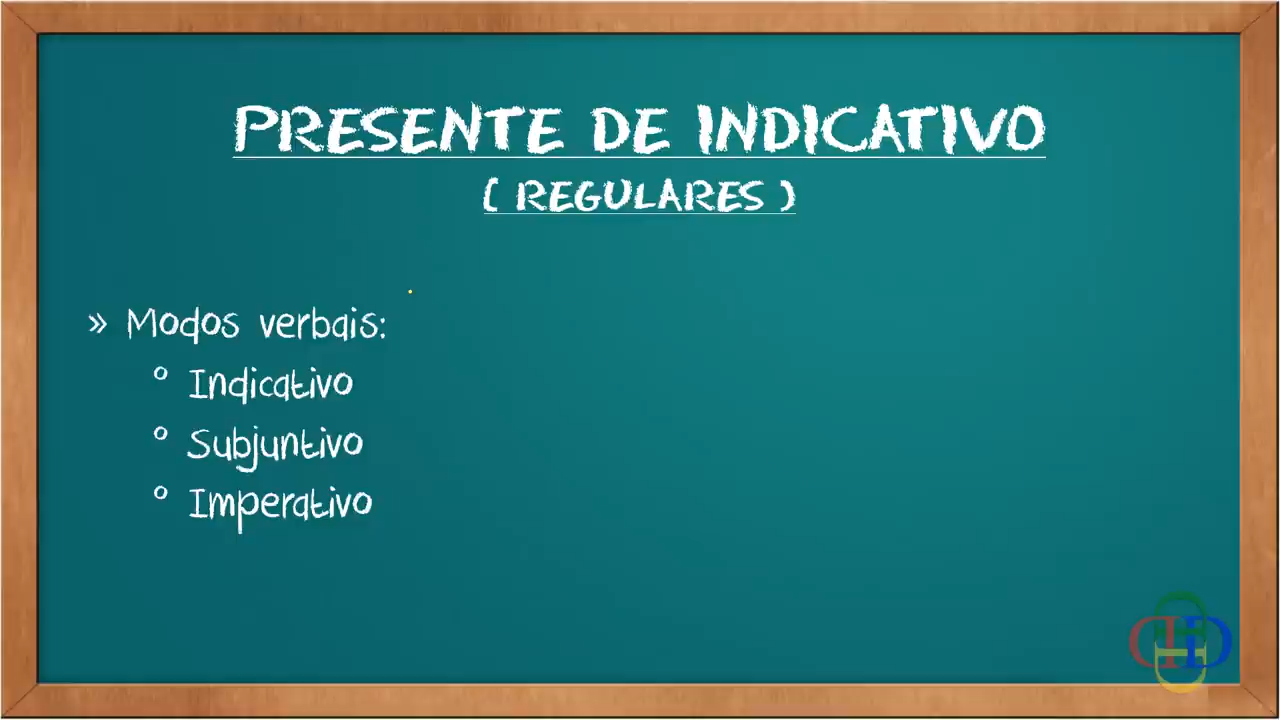 PRESENTE DE INDICATIVO
( REGULARES )
» Modos verbais:
° Indicativo
° Subjuntivo
° Imperativo